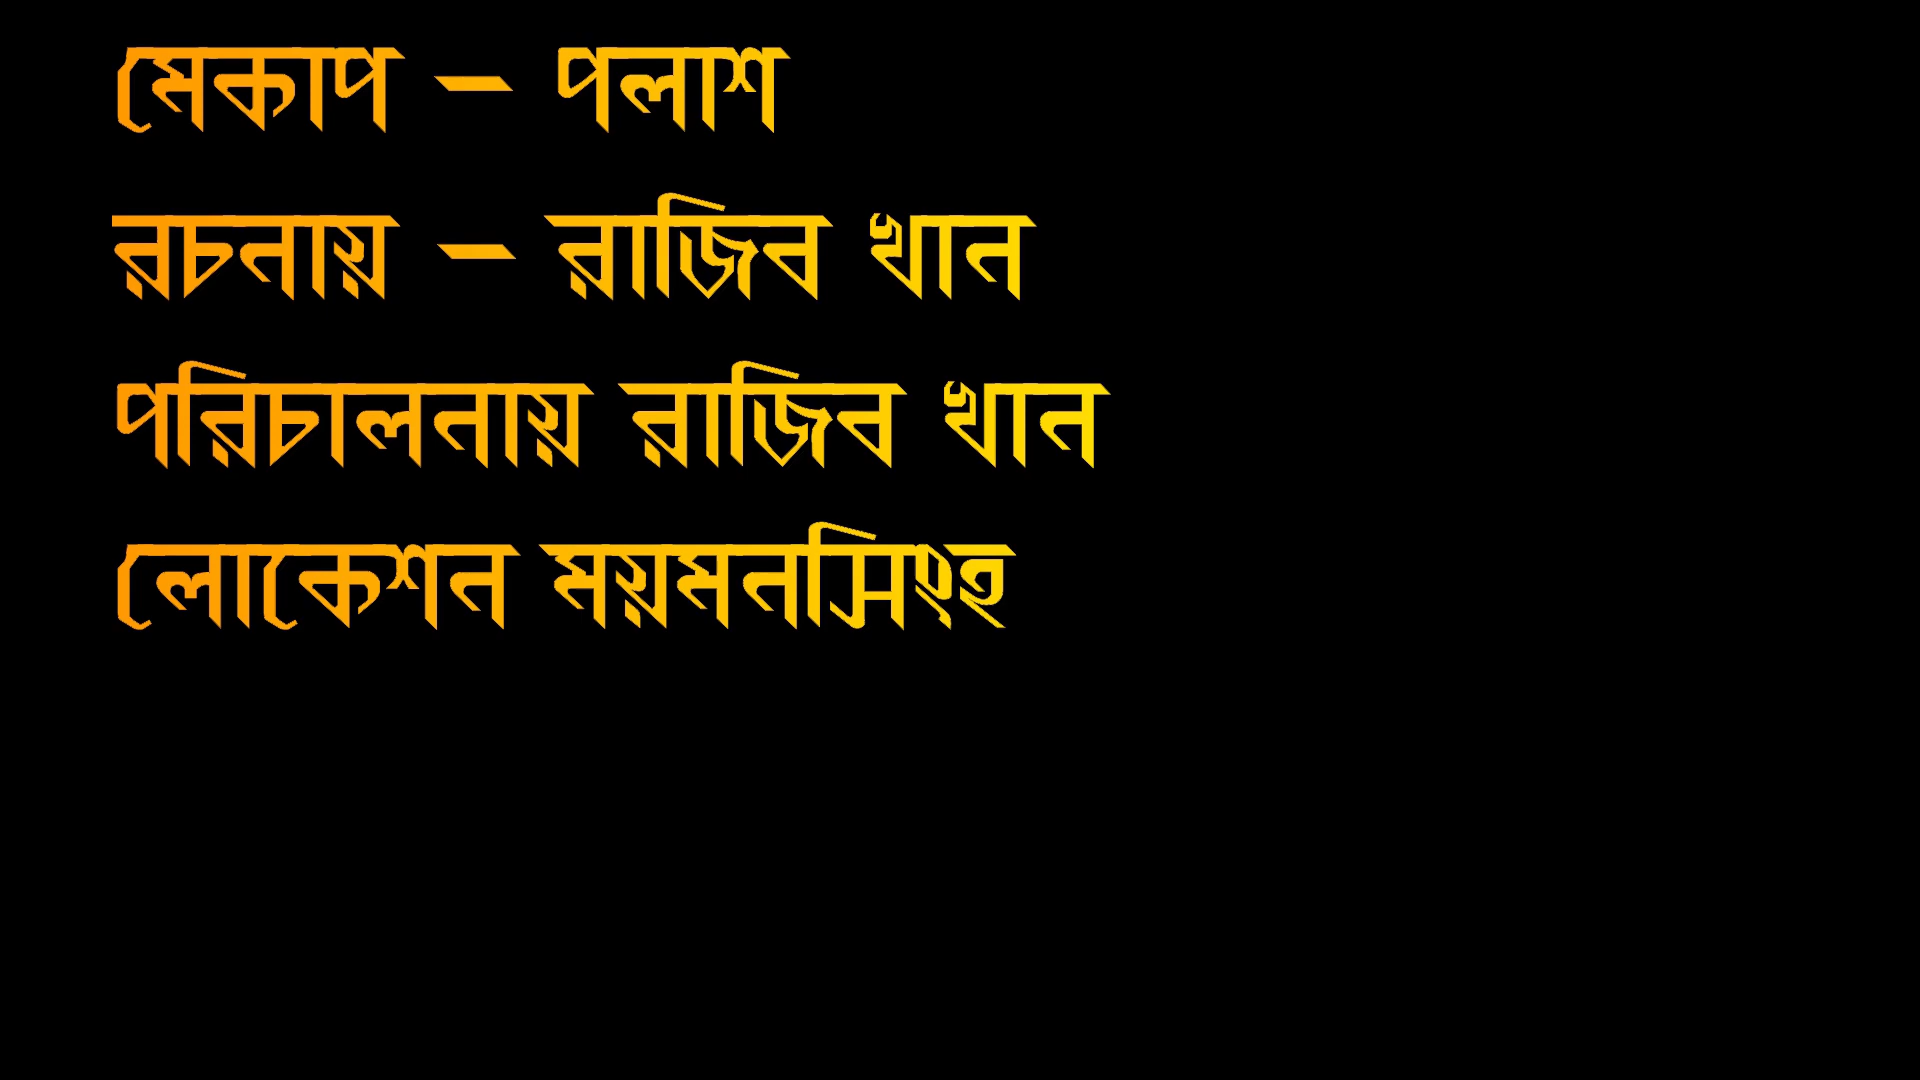 মেকাপ - পলাশ
রচনায় - রাজিব খান
পরিচালনায় রাজিব খান
লোকেশন ময়মনসিংহ